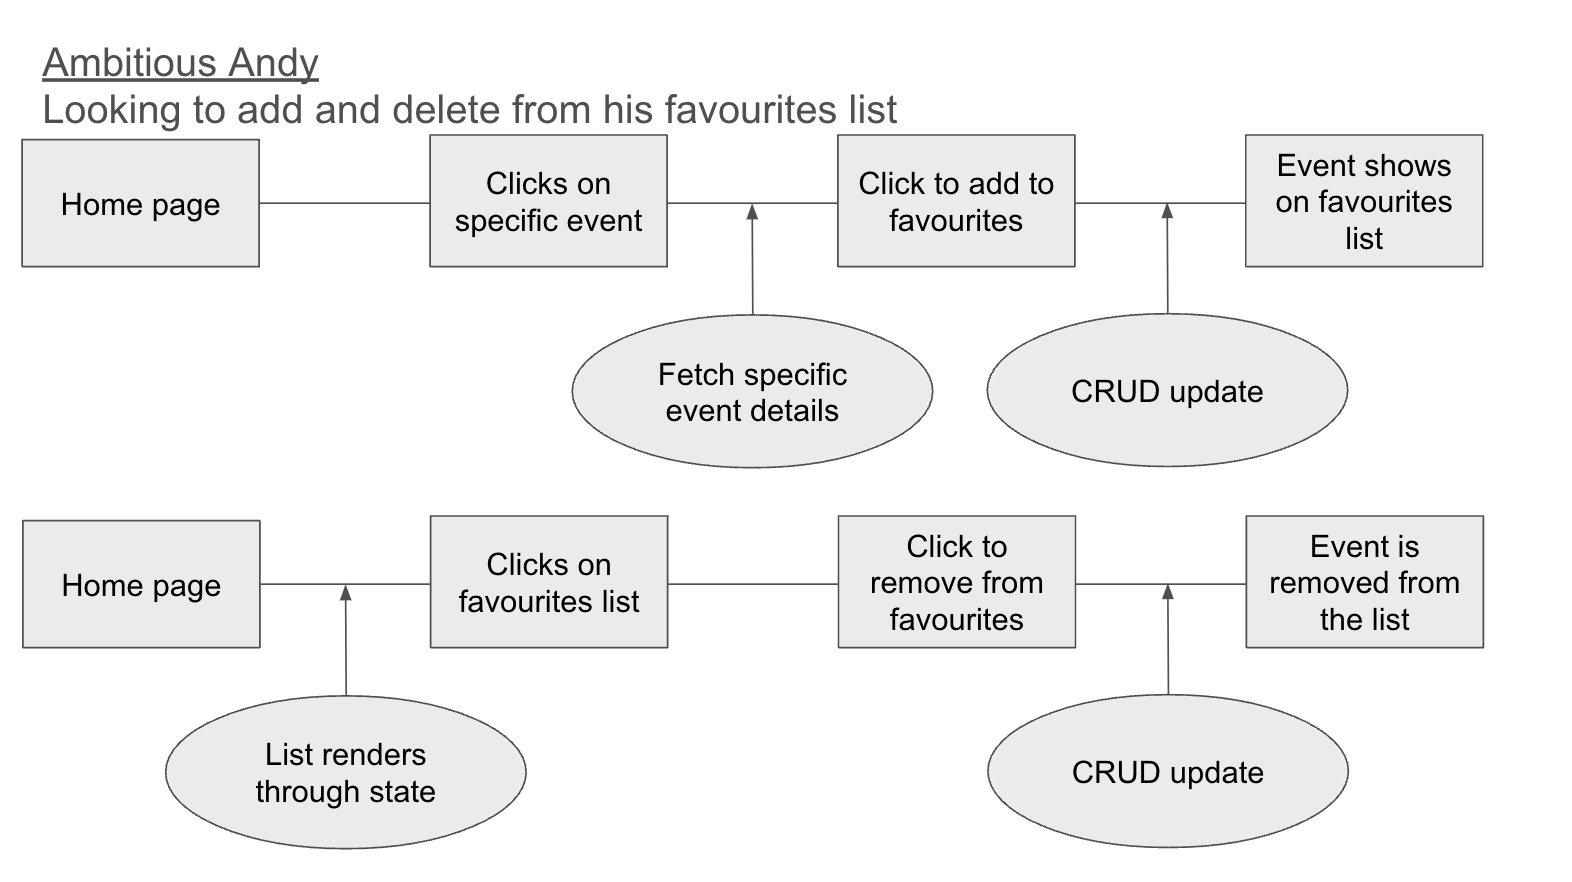 Ambitious Andy
Looking to add and delete from his favourites list
Home page
Clicks on
specific event
Click to add to
favourites
Event shows
on favourites
list
Fetch specific
event details
CRUD update
Home page
Clicks on
favourites list
Click to
remove from
favourites
Event is
removed from
the list
List renders
through state
CRUD update